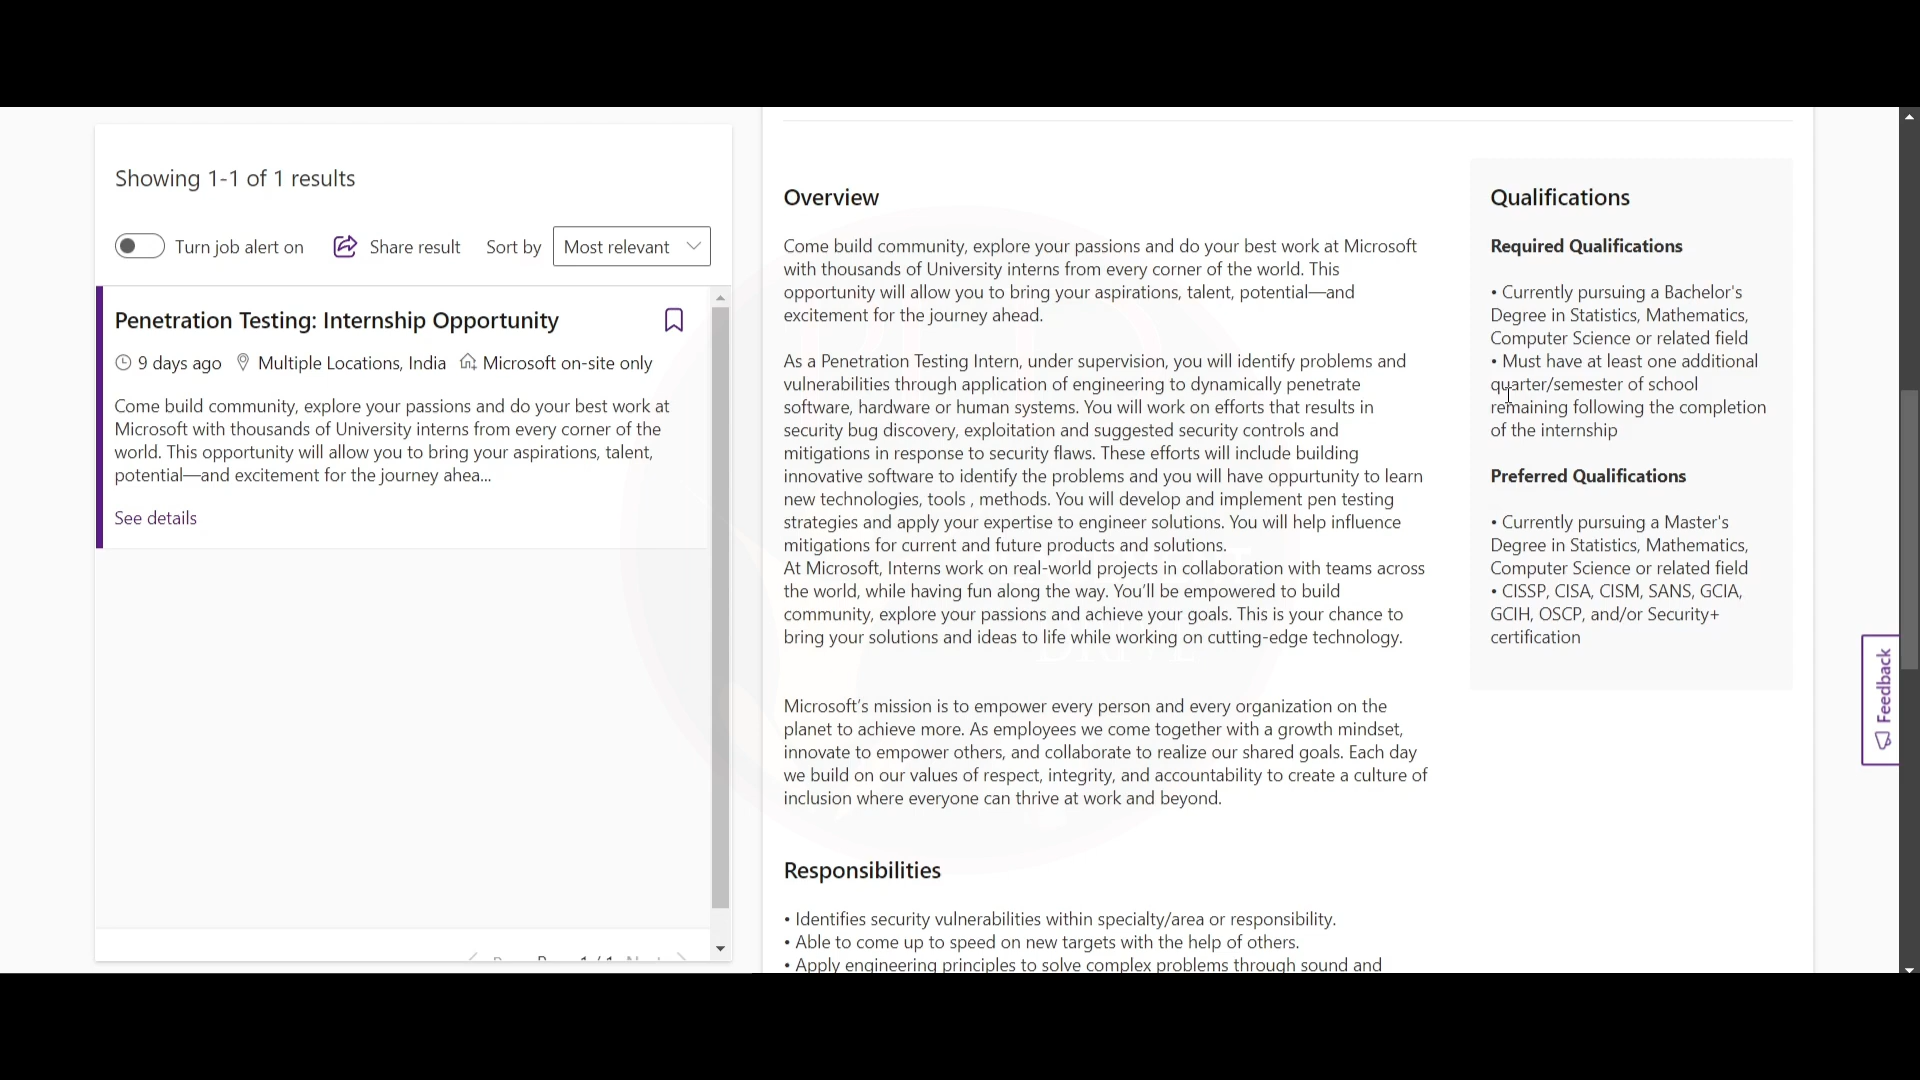 Showing 1-1 of 1 results
Turn job alert on Share result Sort by Most relevant
Penetration Testing: Internship Opportunity
9 days ago Multiple Locations, India Microsoft on-site only
Come build community, explore your passions and do your best work at
Microsoft with thousands of University interns from every corner of the
world. This opportunity will allow you to bring your aspirations, talent,
potential—and excitement for the journey ahea...
See details
Overview
Come build community, explore your passions and do your best work at Microsoft
with thousands of University interns from every corner of the world. This
opportunity will allow you to bring your aspirations, talent, potential—and
excitement for the journey ahead.
As a Penetration Testing Intern, under supervision, you will identify problems and
vulnerabilities through application of engineering to dynamically penetrate
software, hardware or human systems. You will work on efforts that results in
security bug discovery, exploitation and suggested security controls and
mitigations in response to security flaws. These efforts will include building
innovative software to identify the problems and you will have oppurtunity to learn
new technologies, tools , methods. You will develop and implement pen testing
strategies and apply your expertise to engineer solutions. You will help influence
mitigations for current and future products and solutions.
At Microsoft, Interns work on real-world projects in collaboration with teams across
the world, while having fun along the way. You’ll be empowered to build
community, explore your passions and achieve your goals. This is your chance to
bring your solutions and ideas to life while working on cutting-edge technology.
Microsoft’s mission is to empower every person and every organization on the
planet to achieve more. As employees we come together with a growth mindset,
innovate to empower others, and collaborate to realize our shared goals. Each day
we build on our values of respect, integrity, and accountability to create a culture of
inclusion where everyone can thrive at work and beyond.
Responsibilities
• Identifies security vulnerabilities within specialty/area or responsibility.
• Able to come up to speed on new targets with the help of others.
• Apply engineering principles to solve complex problems through sound and
Qualifications
Required Qualifications
• Currently pursuing a Bachelor's
Degree in Statistics, Mathematics,
Computer Science or related field
• Must have at least one additional
quarter/semester of school
remaining following the completion
of the internship
Preferred Qualifications
• Currently pursuing a Master's
Degree in Statistics, Mathematics,
Computer Science or related field
• CISSP, CISA, CISM, SANS, GCIA,
GCIH, OSCP, and/or Security+
certification
Feedback